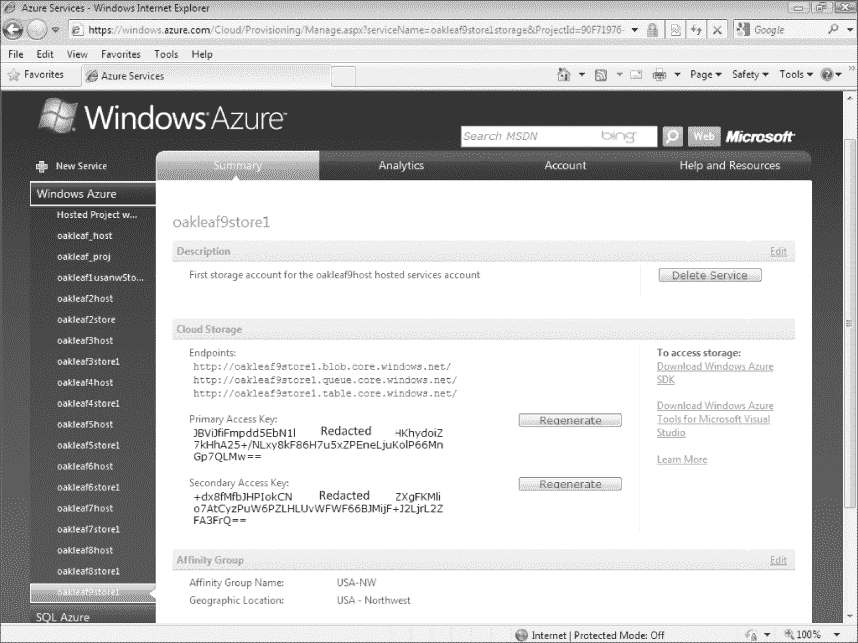 Azure Services - Windows Internet Explorer
https://windows.azure.com/Cloud/Provisioning/Manage.aspx?serviceName=oakleaf9store1storage&ProjectId=90F71976-
Google
File Edit View Favorites Tools Help
Favorites Azure Services Page Safety Tools
Windows Azure
Search MSDN bing Web Microsoft
New Service Summary Analytics Account Help and Resources
Windows Azure
Hosted Project w...
oakleaf_host
oakleaf_proj
oakleaf1usanwSto...
oakleaf2host
oakleaf2store
oakleaf3host
oakleaf3store1
oakleaf4host
oakleaf4store1
oakleaf5host
oakleaf5store1
oakleaf6host
oakleaf6store1
oakleaf7host
oakleaf7store1
oakleaf8host
oakleaf8store1
oakleaf9store1
SQL Azure
oakleaf9store1
Description Edit
First storage account for the oakleaf9host hosted services account Delete Service
Cloud Storage
Endpoints:
http://oakleaf9store1.blob.core.windows.net/
http://oakleaf9store1.queue.core.windows.net/
http://oakleaf9store1.table.core.windows.net/
Primary Access Key: Regenerate
JBViJfiFmpdd5EbN1l Redacted HKhydoiZ
7kHhA25+/NLxy8kF86H7u5xZPEneLjuKolP66Mn
Gp7QLMw==
Secondary Access Key: Regenerate
+dx8fMfbJHPIokCN Redacted ZXgFKMli
o7AtCyzPuW6PZLHLUvWFWF66BJMijF+J2LjrL2Z
FA3FrQ==
To access storage:
Download Windows Azure
SDK
Download Windows Azure
Tools for Microsoft Visual
Studio
Learn More
Affinity Group Edit
Affinity Group Name: USA-NW
Geographic Location: USA - Northwest
Internet | Protected Mode: Off 100%